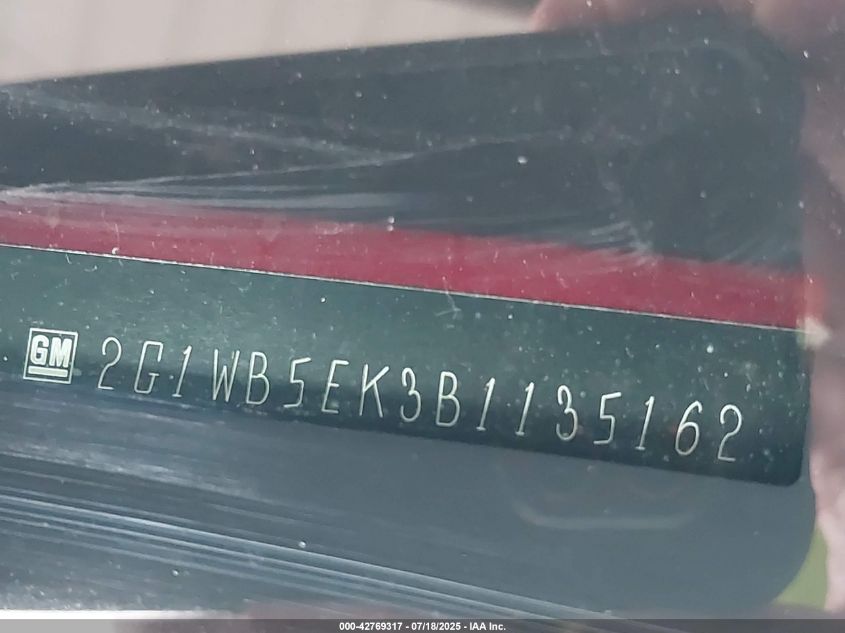 GM 2G1WB5EK3B1135162
000-42769317 - 07/18/2025 - IAA Inc.